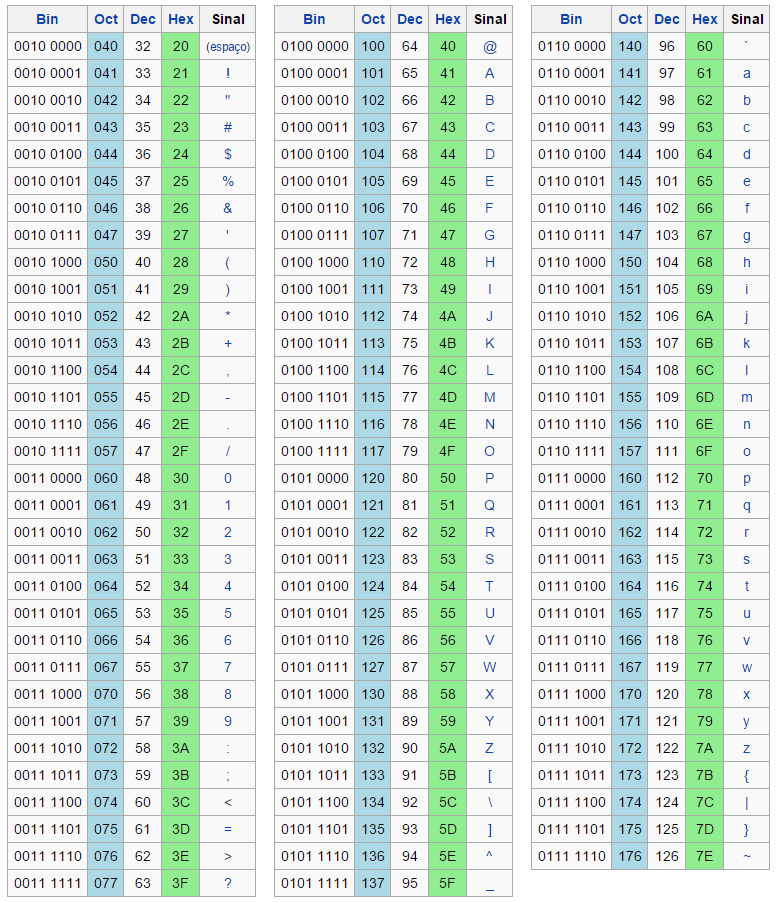 Bin Oct Dec Hex Sinal
0010 0000 040 32 20 (espaço)
0010 0001 041 33 21 !
0010 0010 042 34 22 "
0010 0011 043 35 23 #
0010 0100 044 36 24 $
0010 0101 045 37 25 %
0010 0110 046 38 26 &
0010 0111 047 39 27 '
0010 1000 050 40 28 (
0010 1001 051 41 29 )
0010 1010 052 42 2A *
0010 1011 053 43 2B +
0010 1100 054 44 2C ,
0010 1101 055 45 2D -
0010 1110 056 46 2E .
0010 1111 057 47 2F /
0011 0000 060 48 30 0
0011 0001 061 49 31 1
0011 0010 062 50 32 2
0011 0011 063 51 33 3
0011 0100 064 52 34 4
0011 0101 065 53 35 5
0011 0110 066 54 36 6
0011 0111 067 55 37 7
0011 1000 070 56 38 8
0011 1001 071 57 39 9
0011 1010 072 58 3A :
0011 1011 073 59 3B ;
0011 1100 074 60 3C <
0011 1101 075 61 3D =
0011 1110 076 62 3E >
0011 1111 077 63 3F ?
Bin Oct Dec Hex Sinal
0100 0000 100 64 40 @
0100 0001 101 65 41 A
0100 0010 102 66 42 B
0100 0011 103 67 43 C
0100 0100 104 68 44 D
0100 0101 105 69 45 E
0100 0110 106 70 46 F
0100 0111 107 71 47 G
0100 1000 110 72 48 H
0100 1001 111 73 49 I
0100 1010 112 74 4A J
0100 1011 113 75 4B K
0100 1100 114 76 4C L
0100 1101 115 77 4D M
0100 1110 116 78 4E N
0100 1111 117 79 4F O
0101 0000 120 80 50 P
0101 0001 121 81 51 Q
0101 0010 122 82 52 R
0101 0011 123 83 53 S
0101 0100 124 84 54 T
0101 0101 125 85 55 U
0101 0110 126 86 56 V
0101 0111 127 87 57 W
0101 1000 130 88 58 X
0101 1001 131 89 59 Y
0101 1010 132 90 5A Z
0101 1011 133 91 5B [
0101 1100 134 92 5C \
0101 1101 135 93 5D ]
0101 1110 136 94 5E ^
0101 1111 137 95 5F _
Bin Oct Dec Hex Sinal
0110 0000 140 96 60 `
0110 0001 141 97 61 a
0110 0010 142 98 62 b
0110 0011 143 99 63 c
0110 0100 144 100 64 d
0110 0101 145 101 65 e
0110 0110 146 102 66 f
0110 0111 147 103 67 g
0110 1000 150 104 68 h
0110 1001 151 105 69 i
0110 1010 152 106 6A j
0110 1011 153 107 6B k
0110 1100 154 108 6C l
0110 1101 155 109 6D m
0110 1110 156 110 6E n
0110 1111 157 111 6F o
0111 0000 160 112 70 p
0111 0001 161 113 71 q
0111 0010 162 114 72 r
0111 0011 163 115 73 s
0111 0100 164 116 74 t
0111 0101 165 117 75 u
0111 0110 166 118 76 v
0111 0111 167 119 77 w
0111 1000 170 120 78 x
0111 1001 171 121 79 y
0111 1010 172 122 7A z
0111 1011 173 123 7B {
0111 1100 174 124 7C |
0111 1101 175 125 7D }
0111 1110 176 126 7E ~